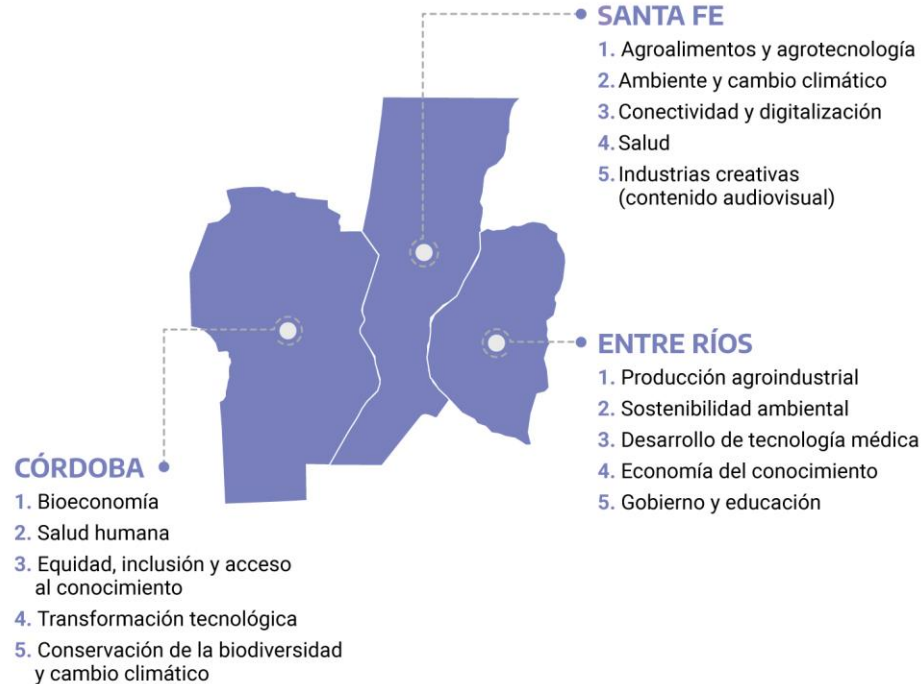 SANTA FE
1. Agroalimentos y agrotecnología
2. Ambiente y cambio climático
3. Conectividad y digitalización
4. Salud
5. Industrias creativas
(contenido audiovisual)
ENTRE RÍOS
1. Producción agroindustrial
2. Sostenibilidad ambiental
3. Desarrollo de tecnología médica
4. Economía del conocimiento
5. Gobierno y educación
CÓRDOBA
1. Bioeconomía
2. Salud humana
3. Equidad, inclusión y acceso
al conocimiento
4. Transformación tecnológica
5. Conservación de la biodiversidad
y cambio climático